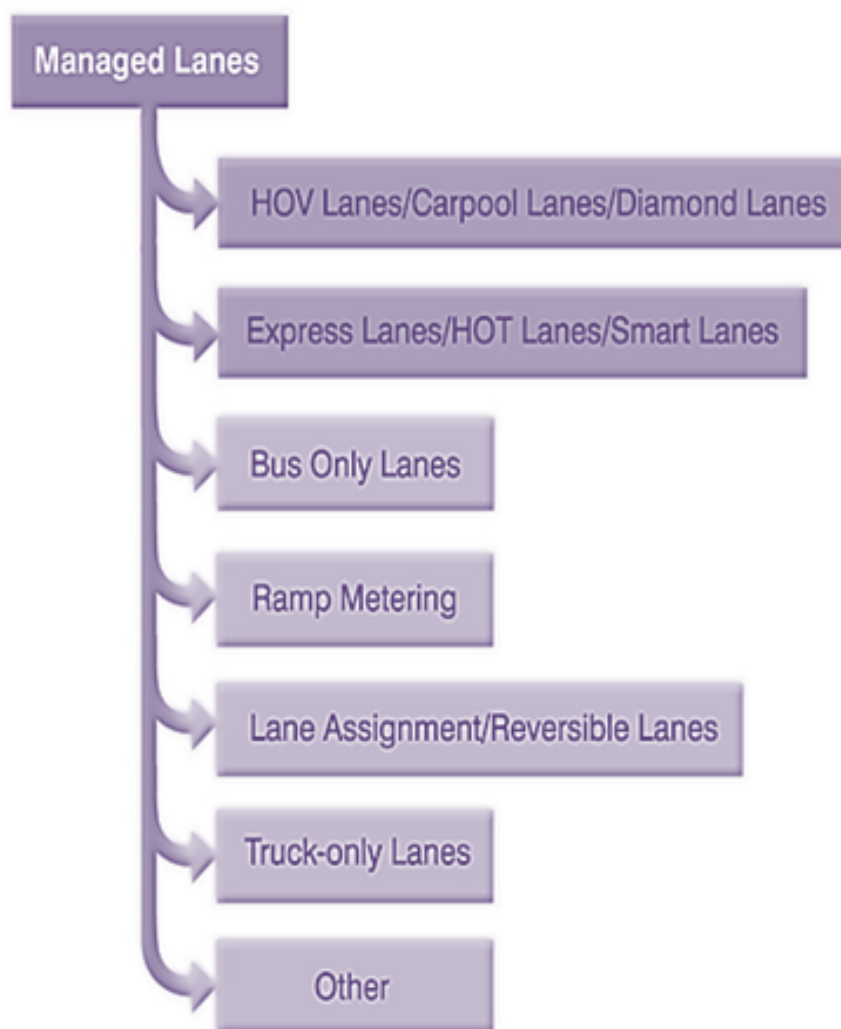 Managed Lanes
HOV Lanes/Carpool Lanes/Diamond Lanes
Express Lanes/HOT Lanes/Smart Lanes
Bus Only Lanes
Ramp Metering
Lane Assignment/Reversible Lanes
Truck-only Lanes
Other